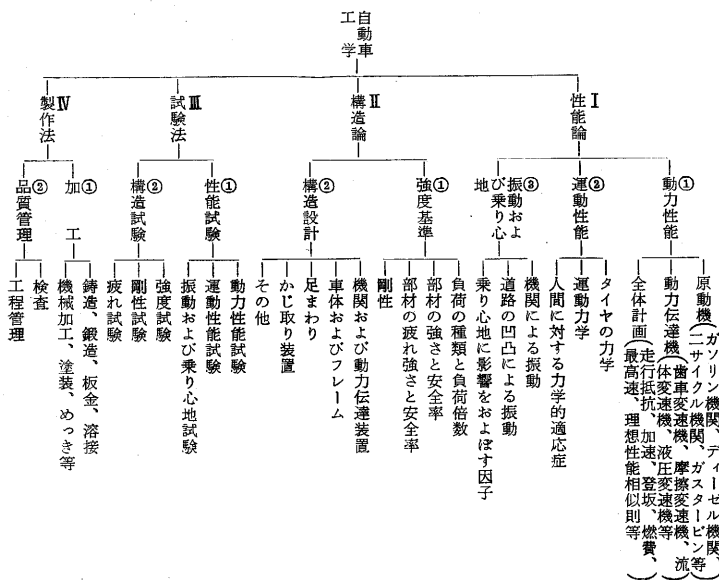 自動車
工学
Ⅰ
性能論
①
動力性能
原動機(ガソリン機関、ディーゼル機関、
二サイクル機関、ガスタービン等)
動力伝達機(歯車変速機、摩擦変速機、流
体変速機、液圧変速機等)
全体計画(走行抵抗、加速、登坂、燃費、
最高速、理想性能相似則等)
②
運動性能
タイヤの力学
運動力学
人間に対する力学的適応症
③
振動およ
び乗り心
地
機関による振動
道路の凹凸による振動
乗り心地に影響をおよぼす因子
Ⅱ
構造論
①
強度基準
負荷の種類と負荷倍数
部材の強さと安全率
部材の疲れ強さと安全率
剛性
②
構造設計
機関および動力伝達装置
車体およびフレーム
足まわり
かじ取り装置
その他
Ⅲ
試験法
①
性能試験
動力性能試験
運動性能試験
振動および乗り心地試験
②
構造試験
強度試験
剛性試験
疲れ試験
Ⅳ
製作法
①
加工
鋳造、鍛造、板金、溶接
機械加工、塗装、めっき等
②
品質管理
検査
工程管理